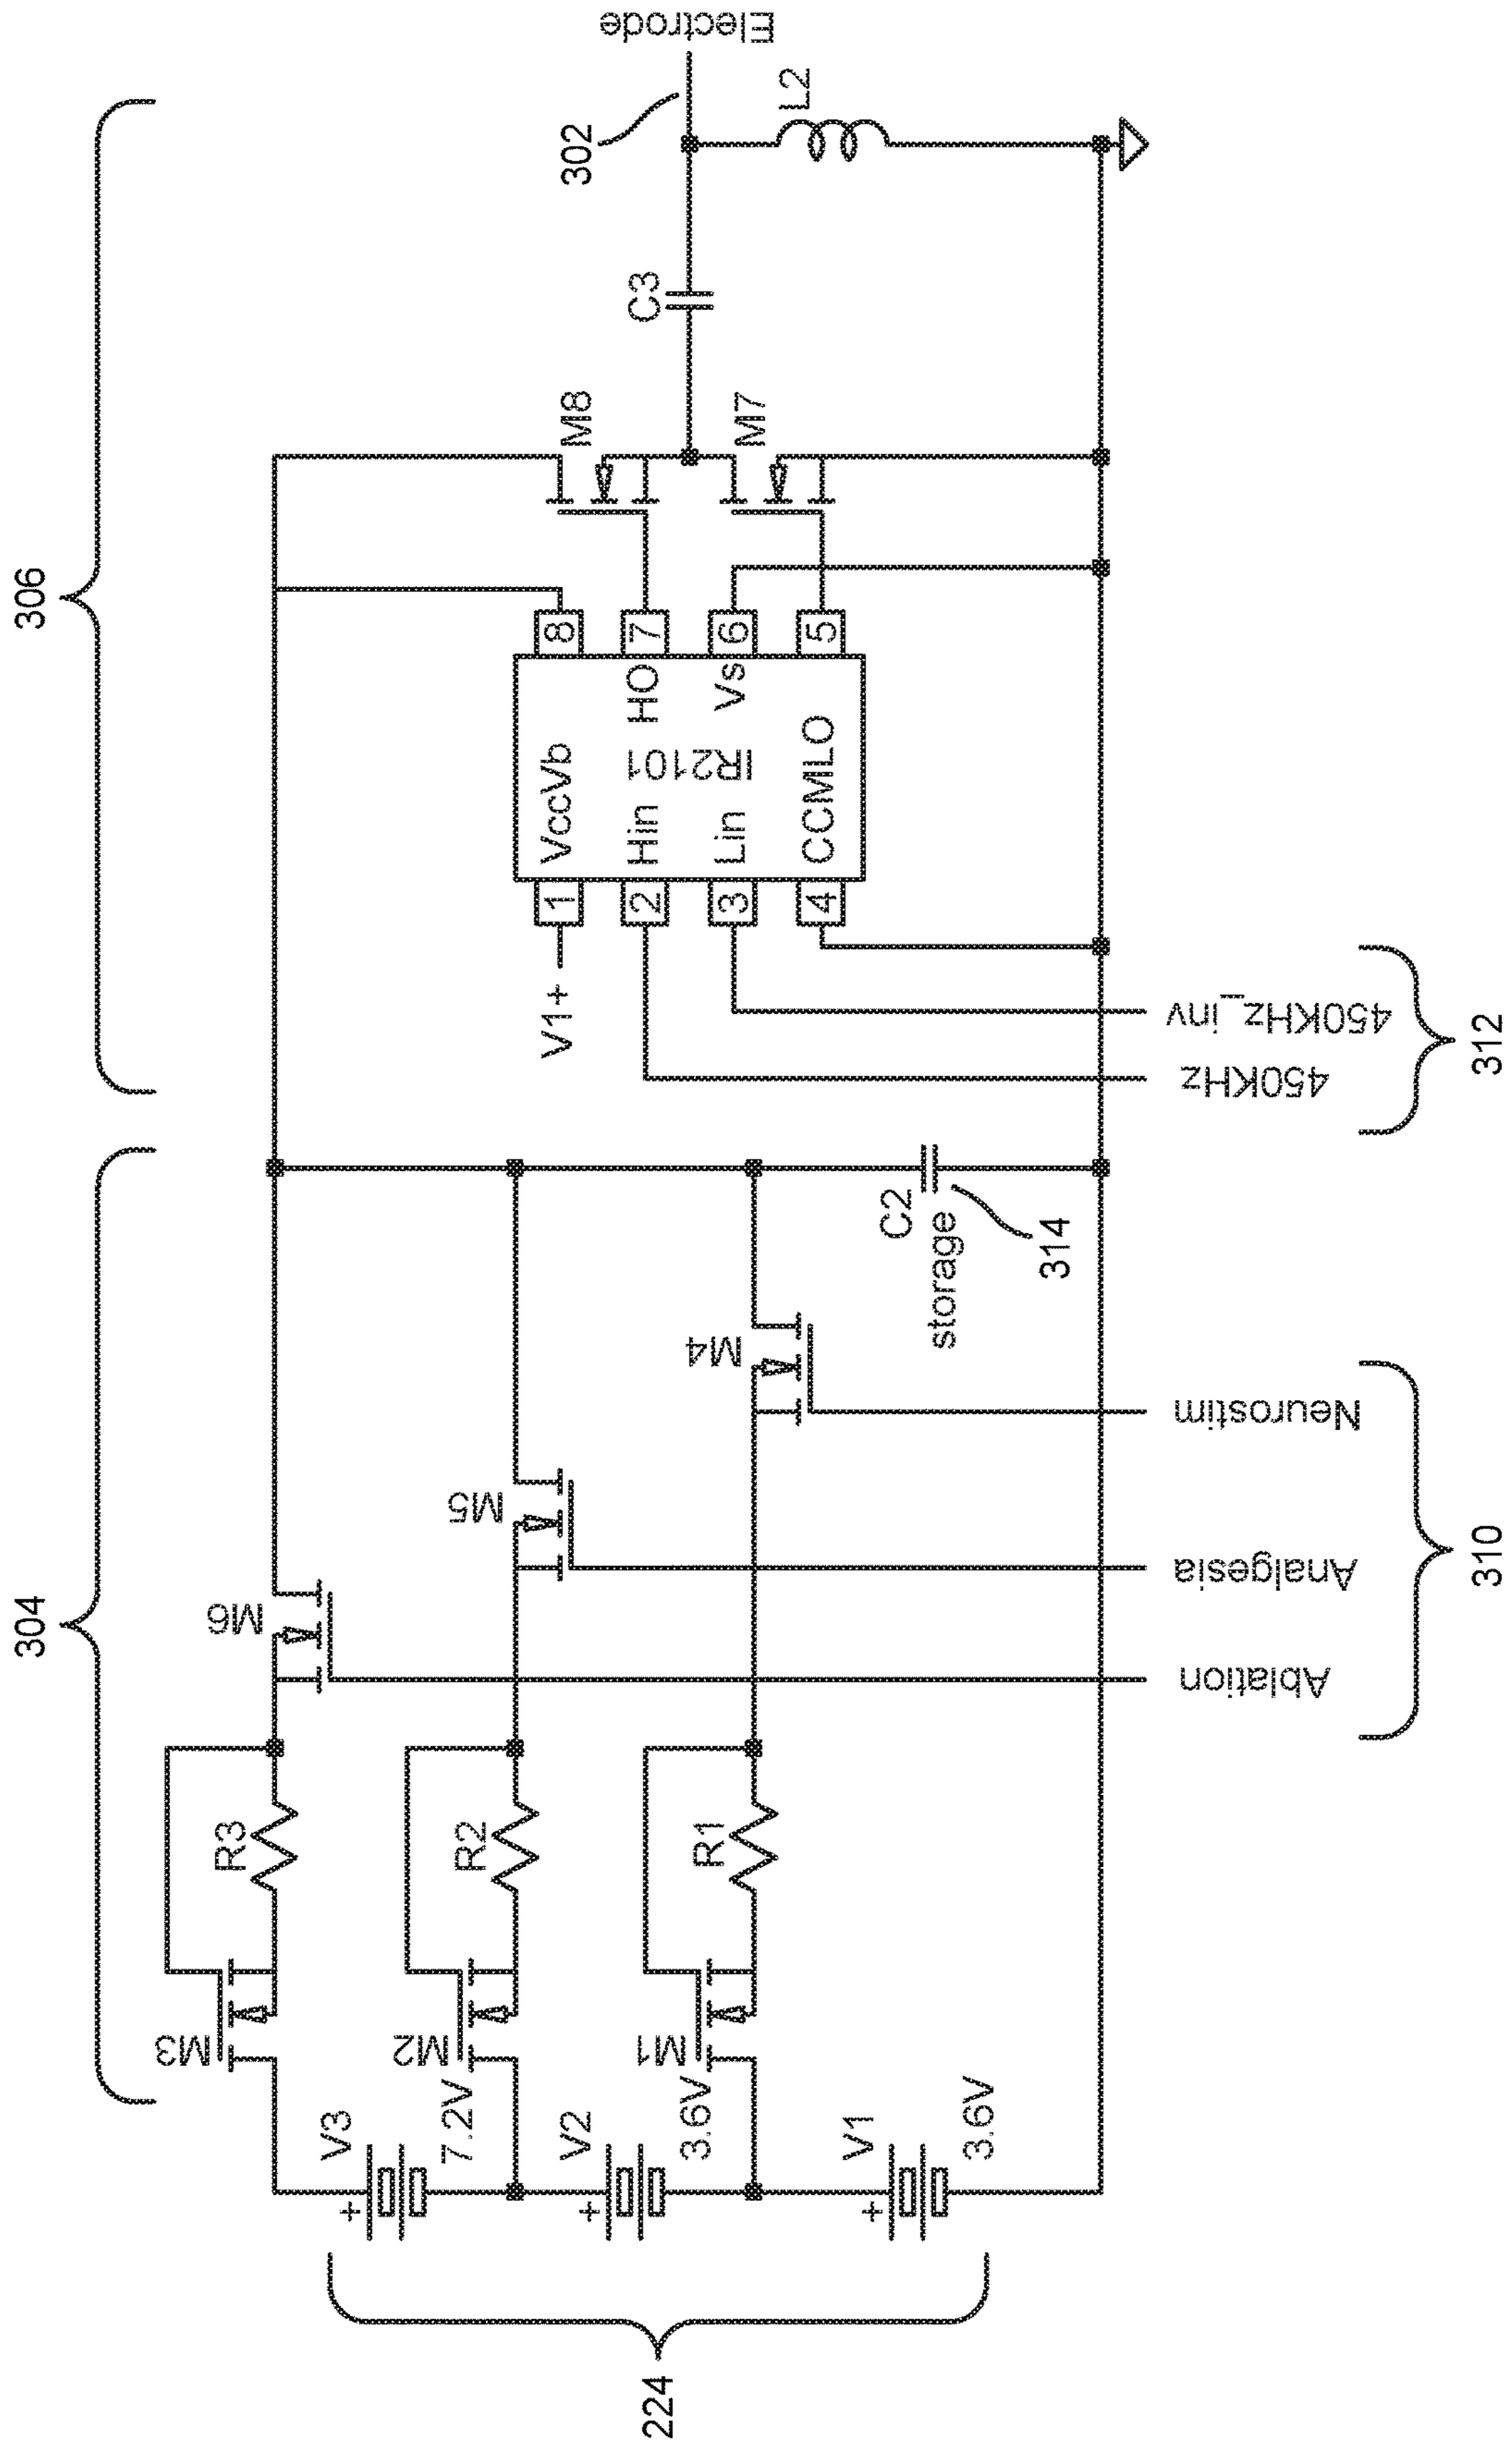 304
306
M3
R3
M6
V3
+
7.2V
M2
R2
M5
V2
+
3.6V
M1
R1
M4
V1
+
3.6V
224
C2
storage
314
V1+
1
VccVb
8
2
Hin
HO
7
IR2101
3
Lin
Vs
6
4
CCMLO
5
M8
M7
C3
302
Electrode
L2
Ablation
Analgesia
Neurostim
310
450KHz
450KHz_inv
312